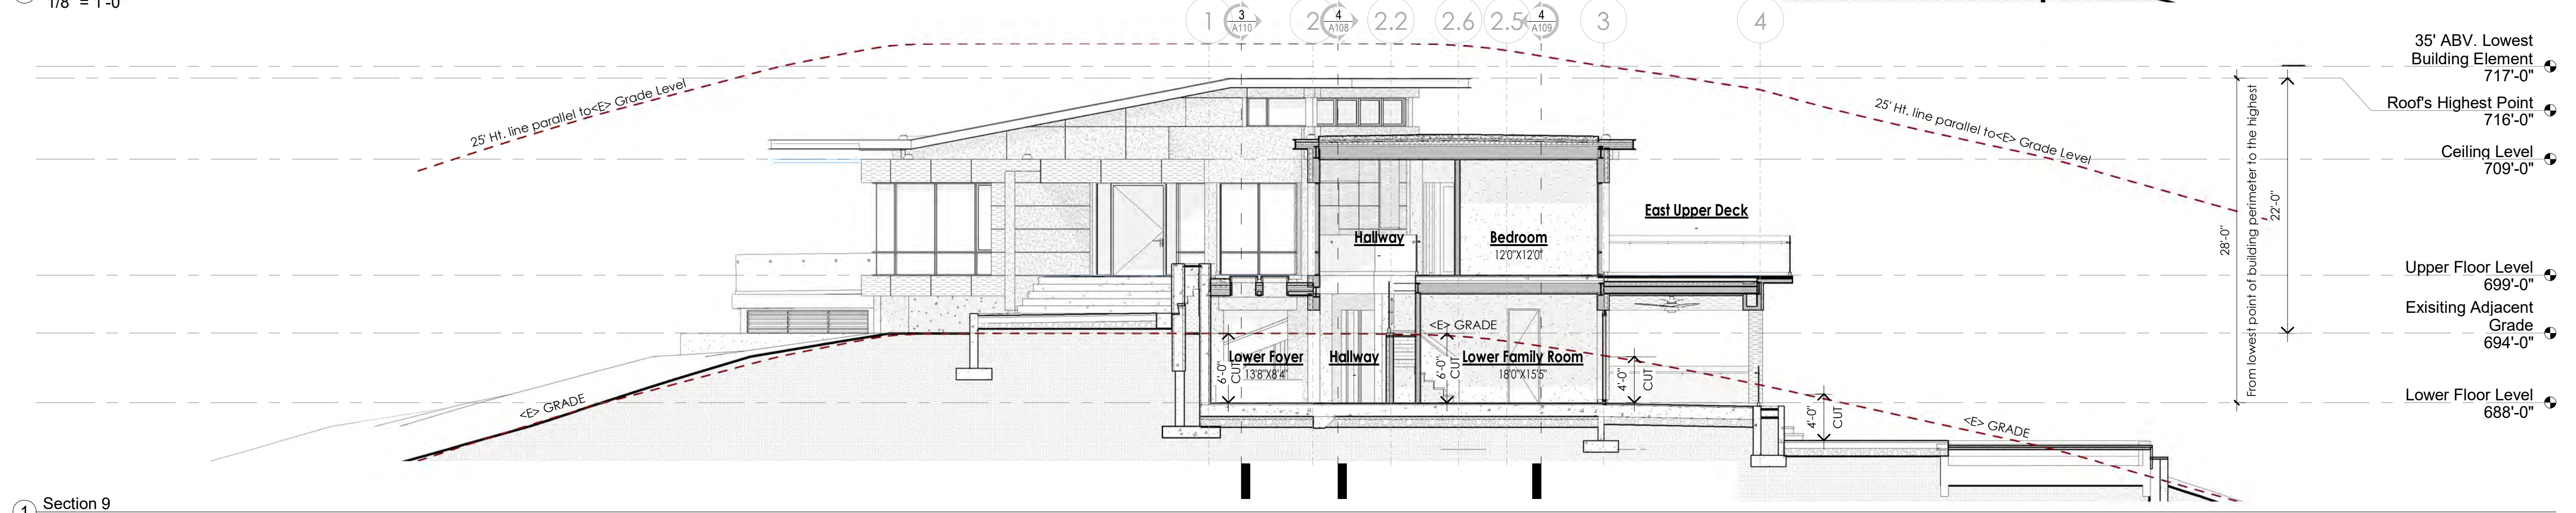 1/8" = 1'-0"
1
3
A110
2
4
A108
2.2
2.6
2.5
4
A109
3
4
35' ABV. Lowest
Building Element
717'-0"
Roof's Highest Point
716'-0"
Ceiling Level
709'-0"
Upper Floor Level
699'-0"
Exisiting Adjacent
Grade
694'-0"
Lower Floor Level
688'-0"
25' Ht. line parallel to<E> Grade Level
25' Ht. line parallel to<E> Grade Level
From lowest point of building perimeter to the highest
28'-0"
22'-0"
East Upper Deck
-
Hallway
-
Bedroom
12'0"X12'0"
<E> GRADE
Lower Foyer
13'8"X8'4"
Hallway
-
Lower Family Room
18'0"X15'5"
6'-0"
CUT
6'-0"
CUT
4'-0"
CUT
4'-0"
CUT
<E> GRADE
<E> GRADE
1
Section 9